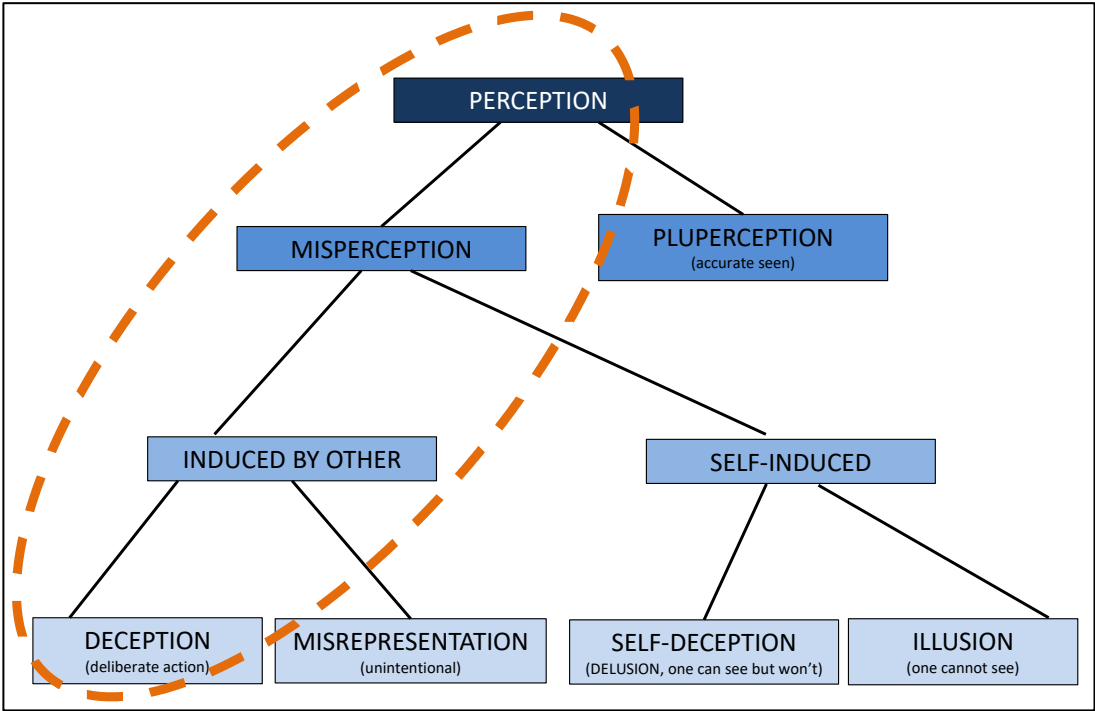 PERCEPTION
MISPERCEPTION
PLUPERCEPTION
(accurate seen)
INDUCED BY OTHER
SELF-INDUCED
DECEPTION
(deliberate action)
MISREPRESENTATION
(unintentional)
SELF-DECEPTION
(DELUSION, one can see but won't)
ILLUSION
(one cannot see)